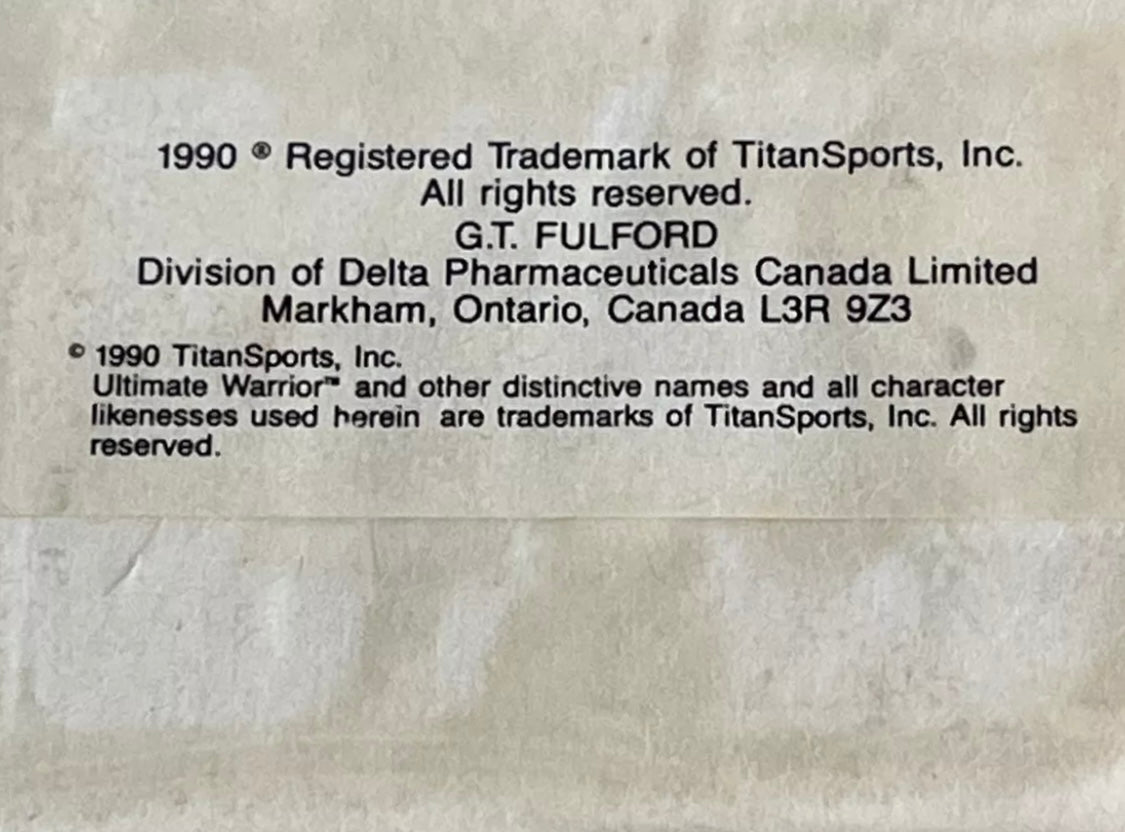 1990 ® Registered Trademark of TitanSports, Inc.
All rights reserved.
G.T. FULFORD
Division of Delta Pharmaceuticals Canada Limited
Markham, Ontario, Canada L3R 9Z3
© 1990 TitanSports, Inc.
Ultimate Warrior™ and other distinctive names and all character
likenesses used herein are trademarks of TitanSports, Inc. All rights
reserved.